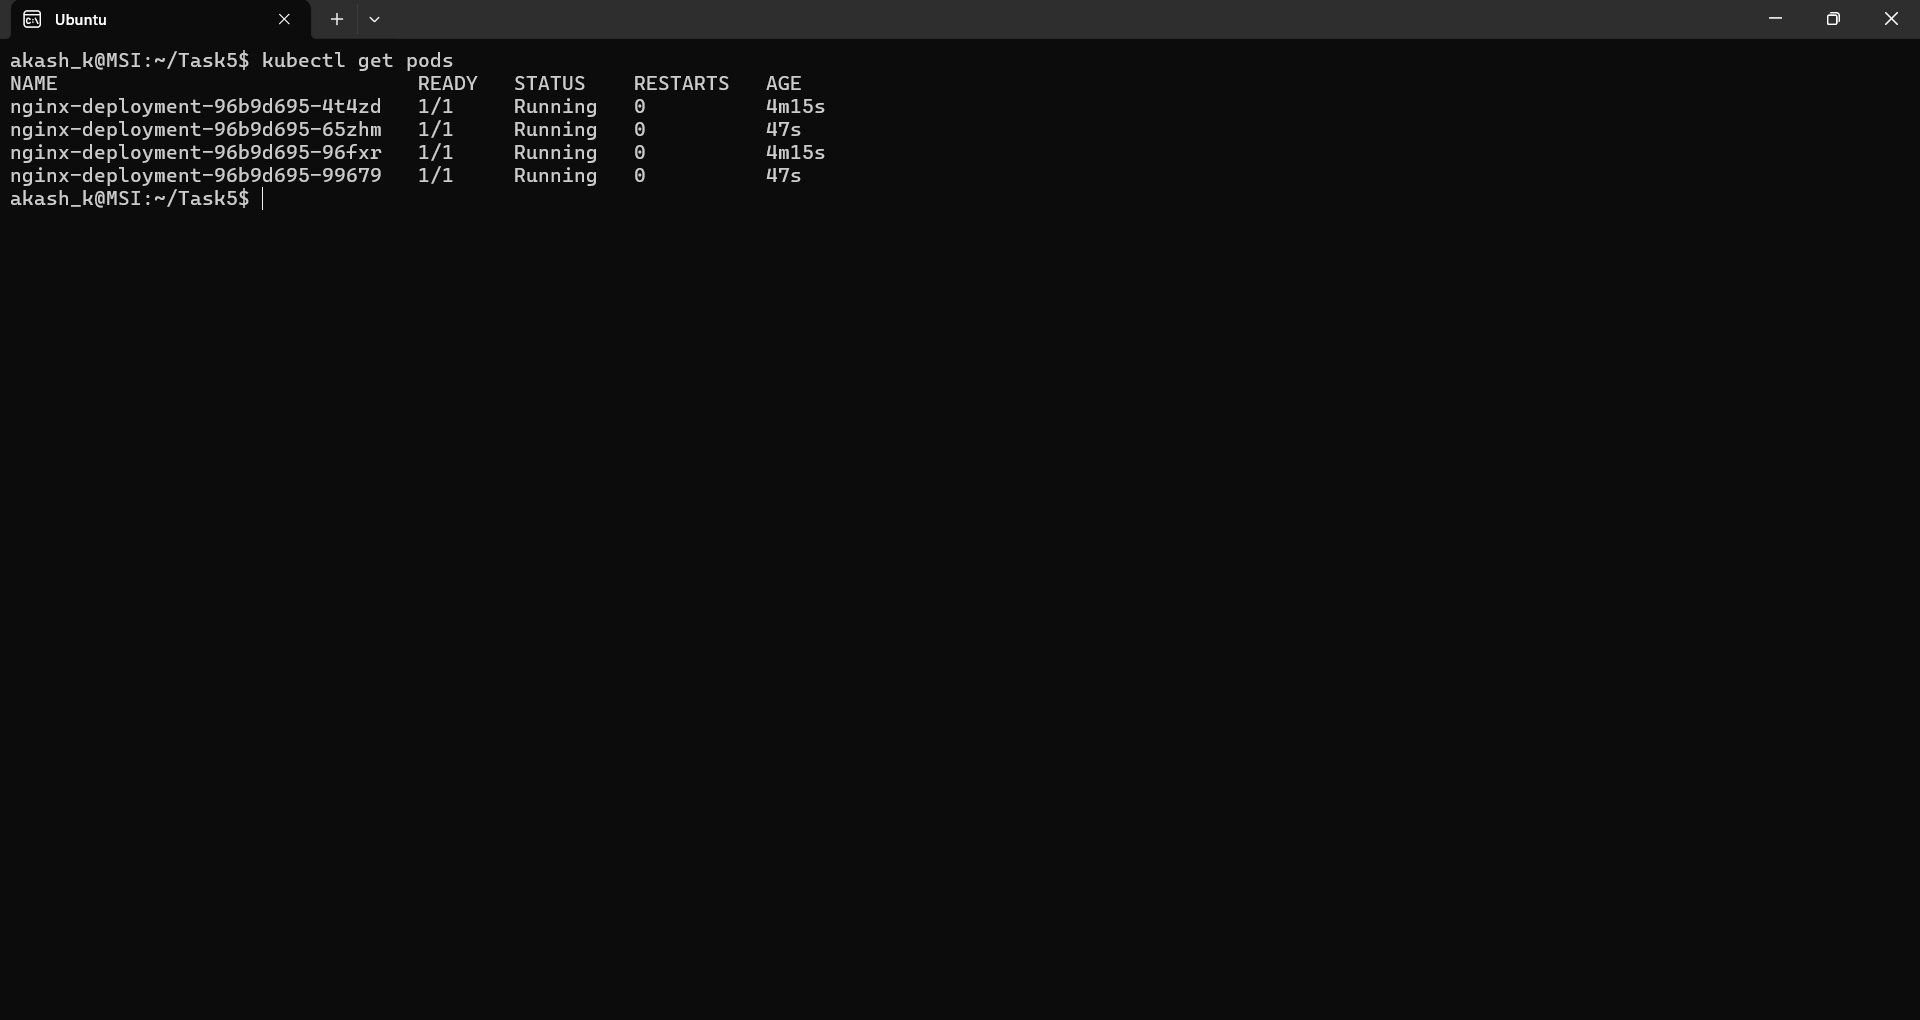 Ubuntu
akash_k@MSI:~/Task5$ kubectl get pods
NAME                              READY   STATUS    RESTARTS   AGE
nginx-deployment-96b9d695-4t4zd   1/1     Running   0          4m15s
nginx-deployment-96b9d695-65zhm   1/1     Running   0          47s
nginx-deployment-96b9d695-96fxr   1/1     Running   0          4m15s
nginx-deployment-96b9d695-99679   1/1     Running   0          47s
akash_k@MSI:~/Task5$